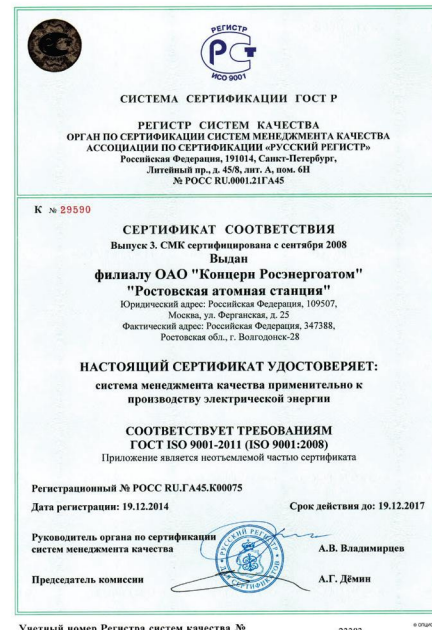 РЕГИСТР
РСТ
ИСО 9001
СИСТЕМА СЕРТИФИКАЦИИ ГОСТ Р
РЕГИСТР СИСТЕМ КАЧЕСТВА
ОРГАН ПО СЕРТИФИКАЦИИ СИСТЕМ МЕНЕДЖМЕНТА КАЧЕСТВА
АССОЦИАЦИИ ПО СЕРТИФИКАЦИИ «РУССКИЙ РЕГИСТР»
Российская Федерация, 191014, Санкт-Петербург,
Литейный пр., д. 45/8, лит. А, пом. 6Н
№ РОСС RU.0001.21ГА45
К № 29590
СЕРТИФИКАТ СООТВЕТСТВИЯ
Выпуск 3. СМК сертифицирована с сентября 2008
Выдан
филиалу ОАО "Концерн Росэнергоатом"
"Ростовская атомная станция"
Юридический адрес: Российская Федерация, 109507,
Москва, ул. Ферганская, д. 25
Фактический адрес: Российская Федерация, 347388,
Ростовская обл., г. Волгодонск-28
НАСТОЯЩИЙ СЕРТИФИКАТ УДОСТОВЕРЯЕТ:
система менеджмента качества применительно к
производству электрической энергии
СООТВЕТСТВУЕТ ТРЕБОВАНИЯМ
ГОСТ ISO 9001-2011 (ISO 9001:2008)
Приложение является неотъемлемой частью сертификата
Регистрационный № РОСС RU.ГА45.К00075
Дата регистрации: 19.12.2014 Срок действия до: 19.12.2017
Руководитель органа по сертификации
систем менеджмента качества А.В. Владимирцев
Председатель комиссии А.Г. Дёмин
РУССКИЙ РЕГИСТР
Учетный номер Регистра систем качества №